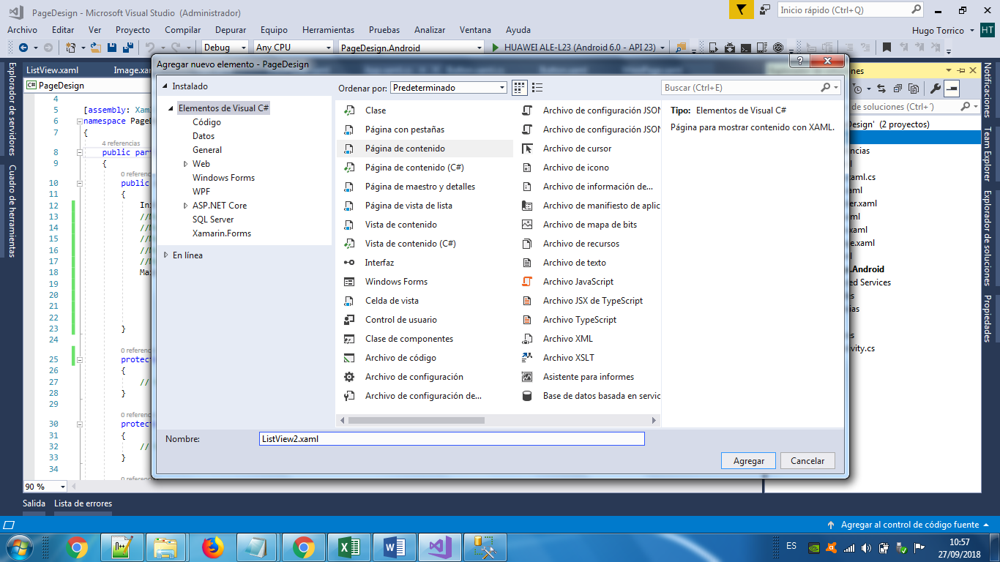 PageDesign - Microsoft Visual Studio (Administrador)
Inicio rápido (Ctrl+Q)
Archivo Editar Ver Proyecto Compilar Depurar Equipo Herramientas Pruebas Analizar Ventana Ayuda
Hugo Torrico HT
Debug Any CPU PageDesign.Android HUAWEI ALE-L23 (Android 6.0 - API 23)
Explorador de servidores
Cuadro de herramientas
ListView.xaml Image.xam
C# PageDesign
4
5 [assembly: Xam
6 namespace PageD
7 {
4 referencias
8 public part
9 {
0 referenc
10 public
11 {
12 Ini
13 //M
14 //M
15 //M
16 //M
17 //M
18 Mai
19
20
21
22
23 }
24
0 referenc
25 protect
26 {
27 //
28 }
29
0 referenc
30 protect
31 {
32 //
33 }
34
0 referenc
90 %
Agregar nuevo elemento - PageDesign
Instalado
Elementos de Visual C#
Código
Datos
General
Web
Windows Forms
WPF
ASP.NET Core
SQL Server
Xamarin.Forms
En línea
Ordenar por: Predeterminado
Buscar (Ctrl+E)
Clase
Página con pestañas
Página de contenido
Página de contenido (C#)
Página de maestro y detalles
Página de vista de lista
Vista de contenido
Vista de contenido (C#)
Interfaz
Windows Forms
Celda de vista
Control de usuario
Clase de componentes
Archivo de código
Archivo de configuración
Archivo de configuración de...
Archivo de configuración JSON
Archivo de configuración JSON
Archivo de cursor
Archivo de icono
Archivo de información de...
Archivo de manifiesto de aplic
Archivo de mapa de bits
Archivo de recursos
Archivo de texto
Archivo JavaScript
Archivo JSX de TypeScript
Archivo TypeScript
Archivo XML
Archivo XSLT
Asistente para informes
Base de datos basada en servic
Tipo: Elementos de Visual C#
Página para mostrar contenido con XAML.
Nombre: ListView2.xaml
Agregar Cancelar
nes
de soluciones (Ctrl+´)
Design' (2 proyectos)
ncias
l
aml.cs
aml
er.xaml
ml
.xaml
e.xaml
l
.Android
ed Services
s
ias
es
vity.cs
Notificaciones
Team Explorer
Explorador de soluciones
Propiedades
Salida Lista de errores
Agregar al control de código fuente
ES
10:57
27/09/2018